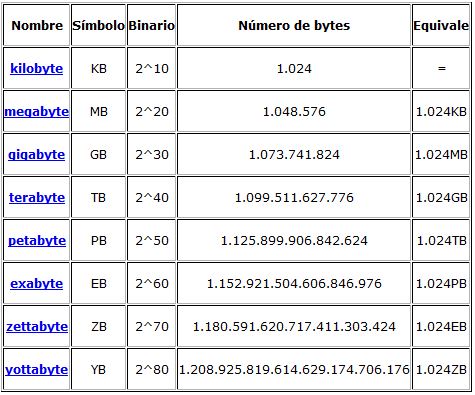 Nombre Símbolo Binario Número de bytes Equivale
kilobyte KB 2^10 1.024 =
megabyte MB 2^20 1.048.576 1.024KB
gigabyte GB 2^30 1.073.741.824 1.024MB
terabyte TB 2^40 1.099.511.627.776 1.024GB
petabyte PB 2^50 1.125.899.906.842.624 1.024TB
exabyte EB 2^60 1.152.921.504.606.846.976 1.024PB
zettabyte ZB 2^70 1.180.591.620.717.411.303.424 1.024EB
yottabyte YB 2^80 1.208.925.819.614.629.174.706.176 1.024ZB